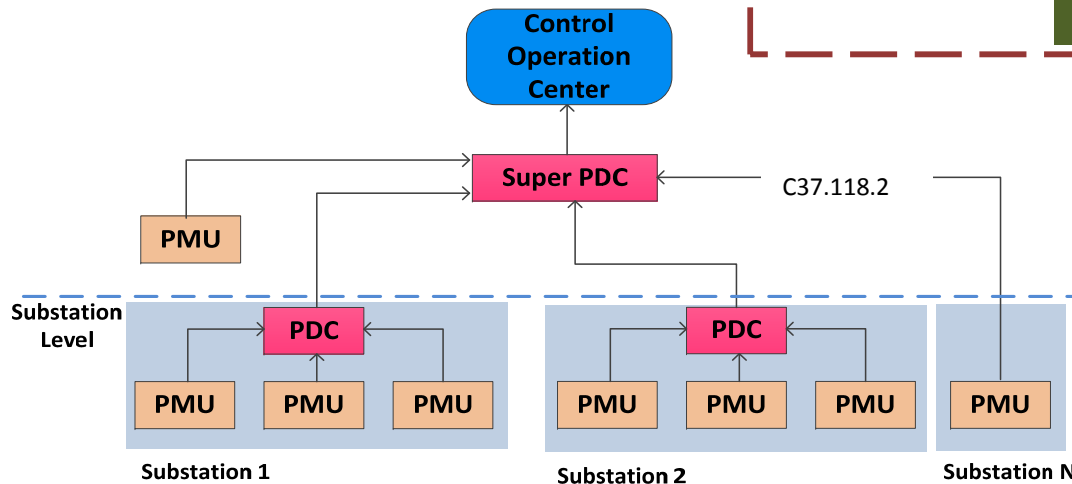 Control
Operation
Center
Super PDC
C37.118.2
PMU
Substation
Level
PDC
PDC
PMU
PMU
PMU
PMU
PMU
PMU
PMU
Substation 1
Substation 2
Substation N